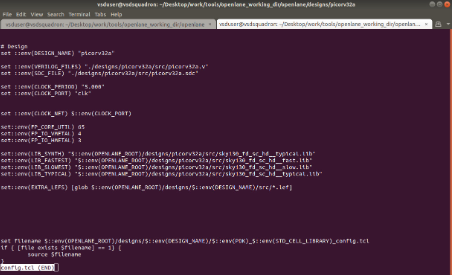 vsduser@vsdsquadron: ~/Desktop/work/tools/openlane_working_dir/openlane/designs/picorv32a
File Edit View Search Terminal Tabs Help
vsduser@vsdsquadron: ~/Desktop/work/tools/openlane_working_dir/openlan...
vsduser@vsdsquadron: ~/Desktop/work/tools/openlane_working_dir/openlan...
# Design
set ::env(DESIGN_NAME) "picorv32a"
set ::env(VERILOG_FILES) "./designs/picorv32a/src/picorv32a.v"
set ::env(SDC_FILE) "./designs/picorv32a/src/picorv32a.sdc"
set ::env(CLOCK_PERIOD) "5.000"
set ::env(CLOCK_PORT) "clk"
set ::env(CLOCK_NET) $::env(CLOCK_PORT)
set ::env(FP_CORE_UTIL) 65
set ::env(FP_IO_VMETAL) 4
set ::env(FP_IO_HMETAL) 3
set ::env(LIB_SYNTH) "$::env(OPENLANE_ROOT)/designs/picorv32a/src/sky130_fd_sc_hd__typical.lib"
set ::env(LIB_FASTEST) "$::env(OPENLANE_ROOT)/designs/picorv32a/src/sky130_fd_sc_hd__fast.lib"
set ::env(LIB_SLOWEST) "$::env(OPENLANE_ROOT)/designs/picorv32a/src/sky130_fd_sc_hd__slow.lib"
set ::env(LIB_TYPICAL) "$::env(OPENLANE_ROOT)/designs/picorv32a/src/sky130_fd_sc_hd__typical.lib"
set ::env(EXTRA_LEFS) [glob $::env(OPENLANE_ROOT)/designs/$::env(DESIGN_NAME)/src/*.lef]
set filename $::env(OPENLANE_ROOT)/designs/$::env(DESIGN_NAME)/$::env(PDK)_$::env(STD_CELL_LIBRARY)_config.tcl
if { [file exists $filename] == 1} {
source $filename
}
config.tcl (END)